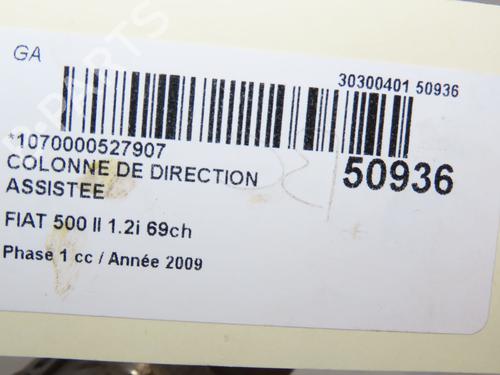 GA
30300401 50936
*1070000527907
COLONNE DE DIRECTION
ASSISTEE
50936
FIAT 500 II 1.2i 69ch
Phase 1 cc / Année 2009